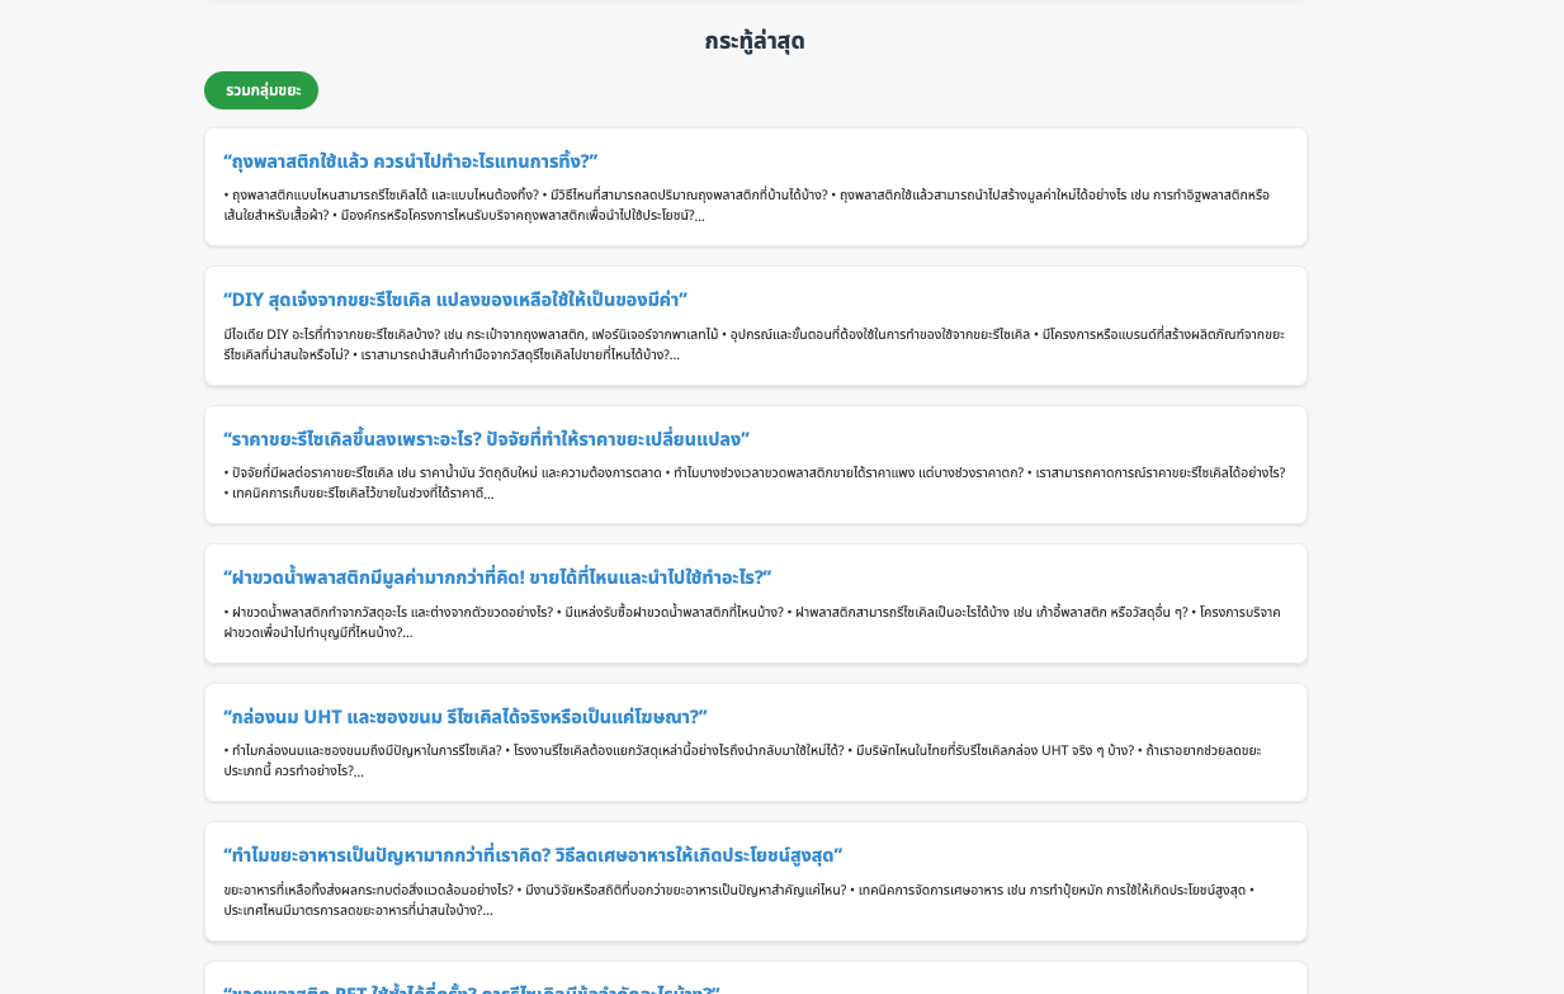 กระทู้ล่าสุด
รวมกลุ่มขยะ
“ถุงพลาสติกใช้แล้ว ควรนำไปทำอะไรแทนการทิ้ง?”
• ถุงพลาสติกแบบไหนสามารถรีไซเคิลได้ และแบบไหนต้องทิ้ง? • มีวิธีไหนที่สามารถลดปริมาณถุงพลาสติกที่บ้านได้บ้าง? • ถุงพลาสติกใช้แล้วสามารถนำไปสร้างมูลค่าใหม่ได้อย่างไร เช่น การทำอิฐพลาสติกหรือ
เส้นใยสำหรับเสื้อผ้า? • มีองค์กรหรือโครงการไหนรับบริจาคถุงพลาสติกเพื่อนำไปใช้ประโยชน์?...
“DIY สุดเจ๋งจากขยะรีไซเคิล แปลงของเหลือใช้ให้เป็นของมีค่า”
มีไอเดีย DIY อะไรที่ทำจากขยะรีไซเคิลบ้าง? เช่น กระเป๋าจากถุงพลาสติก, เฟอร์นิเจอร์จากพาเลทไม้ • อุปกรณ์และขั้นตอนที่ต้องใช้ในการทำของใช้จากขยะรีไซเคิล • มีโครงการหรือแบรนด์ที่สร้างผลิตภัณฑ์จากขยะ
รีไซเคิลที่น่าสนใจหรือไม่? • เราสามารถนำสินค้าทำมือจากวัสดุรีไซเคิลไปขายที่ไหนได้บ้าง?...
“ราคาขยะรีไซเคิลขึ้นลงเพราะอะไร? ปัจจัยที่ทำให้ราคาขยะเปลี่ยนแปลง”
• ปัจจัยที่มีผลต่อราคาขยะรีไซเคิล เช่น ราคาน้ำมัน วัตถุดิบใหม่ และความต้องการตลาด • ทำไมบางช่วงเวลาขวดพลาสติกขายได้ราคาแพง แต่บางช่วงราคาตก? • เราสามารถคาดการณ์ราคาขยะรีไซเคิลได้อย่างไร?
• เทคนิคการเก็บขยะรีไซเคิลไว้ขายในช่วงที่ได้ราคาดี...
“ฝาขวดน้ำพลาสติกมีมูลค่ามากกว่าที่คิด! ขายได้ที่ไหนและนำไปใช้ทำอะไร?”
• ฝาขวดน้ำพลาสติกทำจากวัสดุอะไร และต่างจากตัวขวดอย่างไร? • มีแหล่งรับซื้อฝาขวดน้ำพลาสติกที่ไหนบ้าง? • ฝาพลาสติกสามารถรีไซเคิลเป็นอะไรได้บ้าง เช่น เก้าอี้พลาสติก หรือวัสดุอื่น ๆ? • โครงการบริจาค
ฝาขวดเพื่อนำไปทำบุญมีที่ไหนบ้าง?...
“กล่องนม UHT และซองขนม รีไซเคิลได้จริงหรือเป็นแค่โฆษณา?”
• ทำไมกล่องนมและซองขนมถึงมีปัญหาในการรีไซเคิล? • โรงงานรีไซเคิลต้องแยกวัสดุเหล่านี้อย่างไรถึงนำกลับมาใช้ใหม่ได้? • มีบริษัทไหนในไทยที่รับรีไซเคิลกล่อง UHT จริง ๆ บ้าง? • ถ้าเราอยากช่วยลดขยะ
ประเภทนี้ ควรทำอย่างไร?...
“ทำไมขยะอาหารเป็นปัญหามากกว่าที่เราคิด? วิธีลดเศษอาหารให้เกิดประโยชน์สูงสุด”
ขยะอาหารที่เหลือทิ้งส่งผลกระทบต่อสิ่งแวดล้อมอย่างไร? • มีงานวิจัยหรือสถิติที่บอกว่าขยะอาหารเป็นปัญหาสำคัญแค่ไหน? • เทคนิคการจัดการเศษอาหาร เช่น การทำปุ๋ยหมัก การใช้ให้เกิดประโยชน์สูงสุด •
ประเทศไหนมีมาตรการลดขยะอาหารที่น่าสนใจบ้าง?...
“ขวดพลาสติก PET ใช้ซ้ำได้กี่ครั้ง? การรีไซเคิลมีข้อจำกัดอะไรบ้าง?”